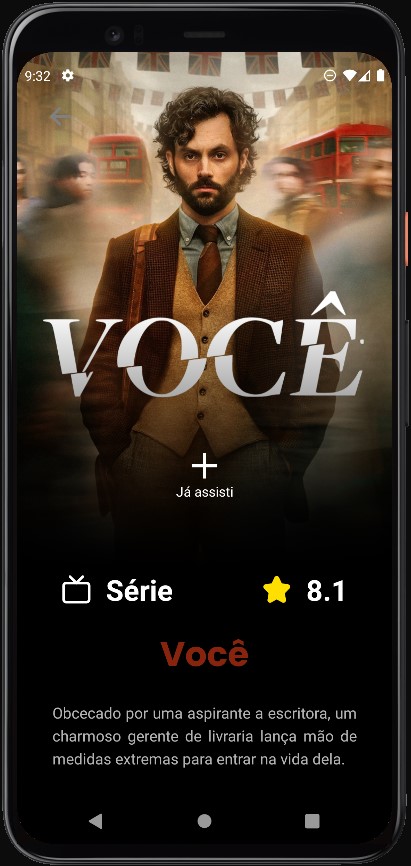 9:32
VOCÊ
Já assisti
Série
8.1
Você
Obcecado por uma aspirante a escritora, um
charmoso gerente de livraria lança mão de
medidas extremas para entrar na vida dela.